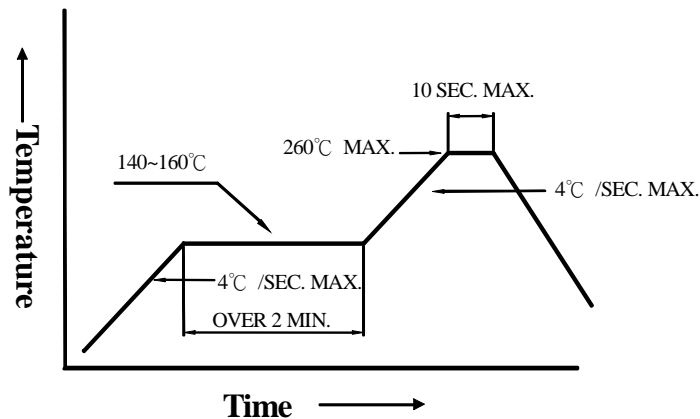 10 SEC. MAX.
260℃ MAX.
140~160℃
4℃ /SEC. MAX.
4℃ /SEC. MAX.
OVER 2 MIN.
Temperature
Time